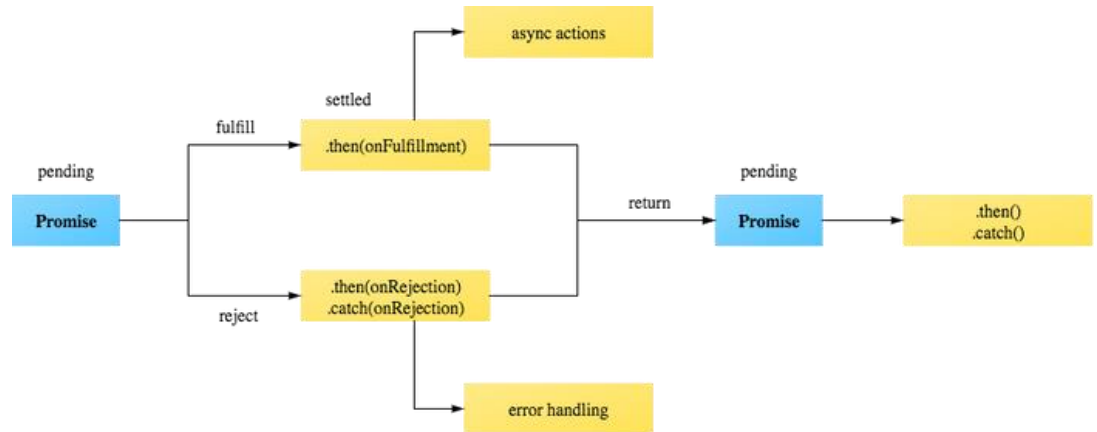 async actions
settled
fulfill
.then(onFulfillment)
pending
Promise
return
pending
Promise
.then()
.catch()
.then(onRejection)
.catch(onRejection)
reject
error handling